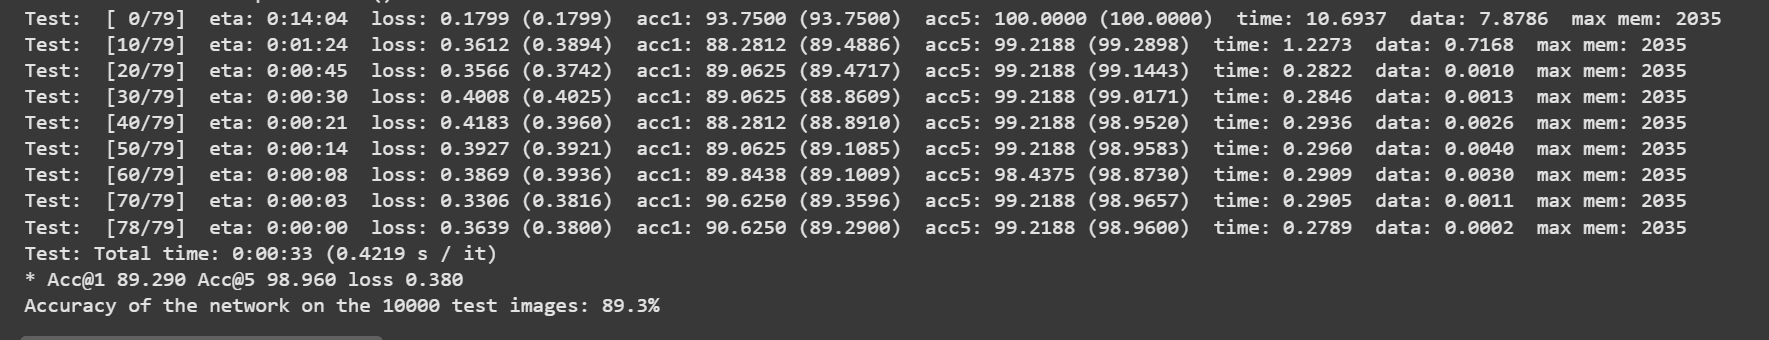 Test:  [ 0/79]  eta: 0:14:04  loss: 0.1799 (0.1799)  acc1: 93.7500 (93.7500)  acc5: 100.0000 (100.0000)  time: 10.6937  data: 7.8786  max mem: 2035
Test:  [10/79]  eta: 0:01:24  loss: 0.3612 (0.3894)  acc1: 88.2812 (89.4886)  acc5: 99.2188 (99.2898)  time: 1.2273  data: 0.7168  max mem: 2035
Test:  [20/79]  eta: 0:00:45  loss: 0.3566 (0.3742)  acc1: 89.0625 (89.4717)  acc5: 99.2188 (99.1443)  time: 0.2822  data: 0.0010  max mem: 2035
Test:  [30/79]  eta: 0:00:30  loss: 0.4008 (0.4025)  acc1: 89.0625 (88.8609)  acc5: 99.2188 (99.0171)  time: 0.2846  data: 0.0013  max mem: 2035
Test:  [40/79]  eta: 0:00:21  loss: 0.4183 (0.3960)  acc1: 88.2812 (88.8910)  acc5: 99.2188 (98.9520)  time: 0.2936  data: 0.0026  max mem: 2035
Test:  [50/79]  eta: 0:00:14  loss: 0.3927 (0.3921)  acc1: 89.0625 (89.1085)  acc5: 99.2188 (98.9583)  time: 0.2960  data: 0.0040  max mem: 2035
Test:  [60/79]  eta: 0:00:08  loss: 0.3869 (0.3936)  acc1: 89.8438 (89.1009)  acc5: 98.4375 (98.8730)  time: 0.2909  data: 0.0030  max mem: 2035
Test:  [70/79]  eta: 0:00:03  loss: 0.3306 (0.3816)  acc1: 90.6250 (89.3596)  acc5: 99.2188 (98.9657)  time: 0.2905  data: 0.0011  max mem: 2035
Test:  [78/79]  eta: 0:00:00  loss: 0.3639 (0.3800)  acc1: 90.6250 (89.2900)  acc5: 99.2188 (98.9600)  time: 0.2789  data: 0.0002  max mem: 2035
Test: Total time: 0:00:33 (0.4219 s / it)
* Acc@1 89.290 Acc@5 98.960 loss 0.380
Accuracy of the network on the 10000 test images: 89.3%